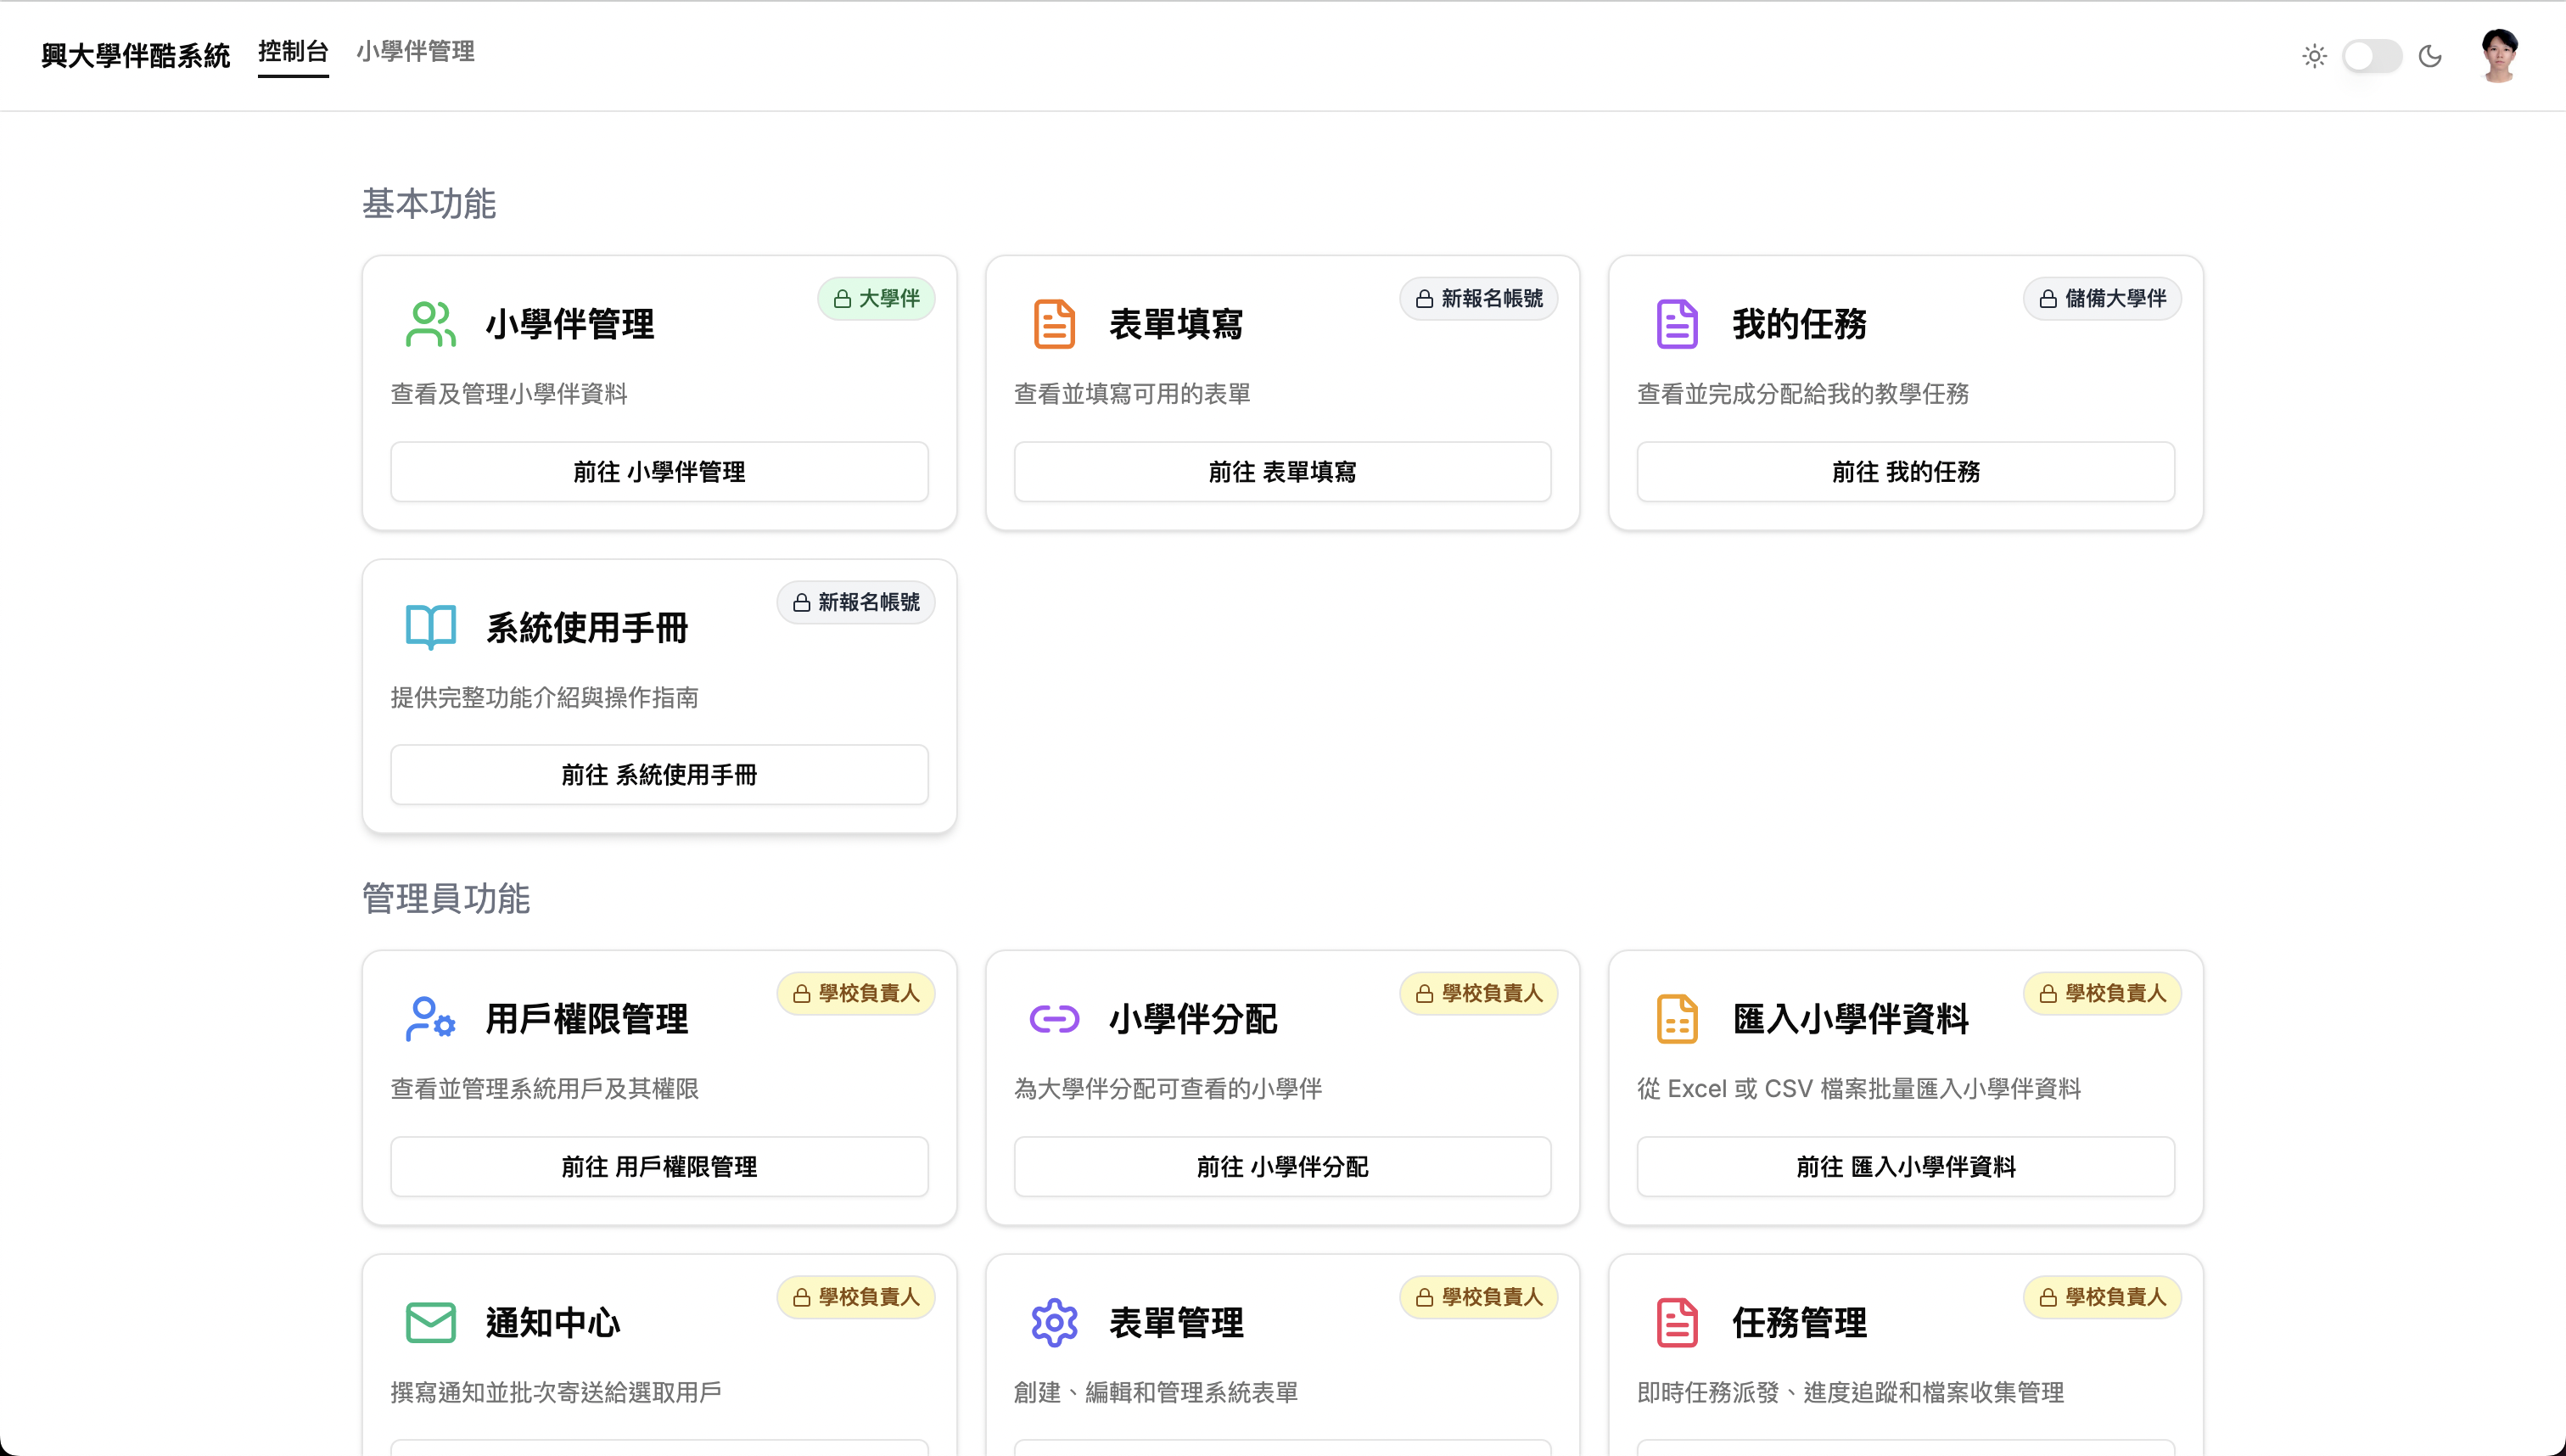 興大學伴酷系統 控制台 小學伴管理
基本功能
大學伴
小學伴管理
查看及管理小學伴資料
前往 小學伴管理
新報名帳號
表單填寫
查看並填寫可用的表單
前往 表單填寫
儲備大學伴
我的任務
查看並完成分配給我的教學任務
前往 我的任務
新報名帳號
系統使用手冊
提供完整功能介紹與操作指南
前往 系統使用手冊
管理員功能
學校負責人
用戶權限管理
查看並管理系統用戶及其權限
前往 用戶權限管理
學校負責人
小學伴分配
為大學伴分配可查看的小學伴
前往 小學伴分配
學校負責人
匯入小學伴資料
從 Excel 或 CSV 檔案批量匯入小學伴資料
前往 匯入小學伴資料
學校負責人
通知中心
撰寫通知並批次寄送給選取用戶
學校負責人
表單管理
創建、編輯和管理系統表單
學校負責人
任務管理
即時任務派發、進度追蹤和檔案收集管理